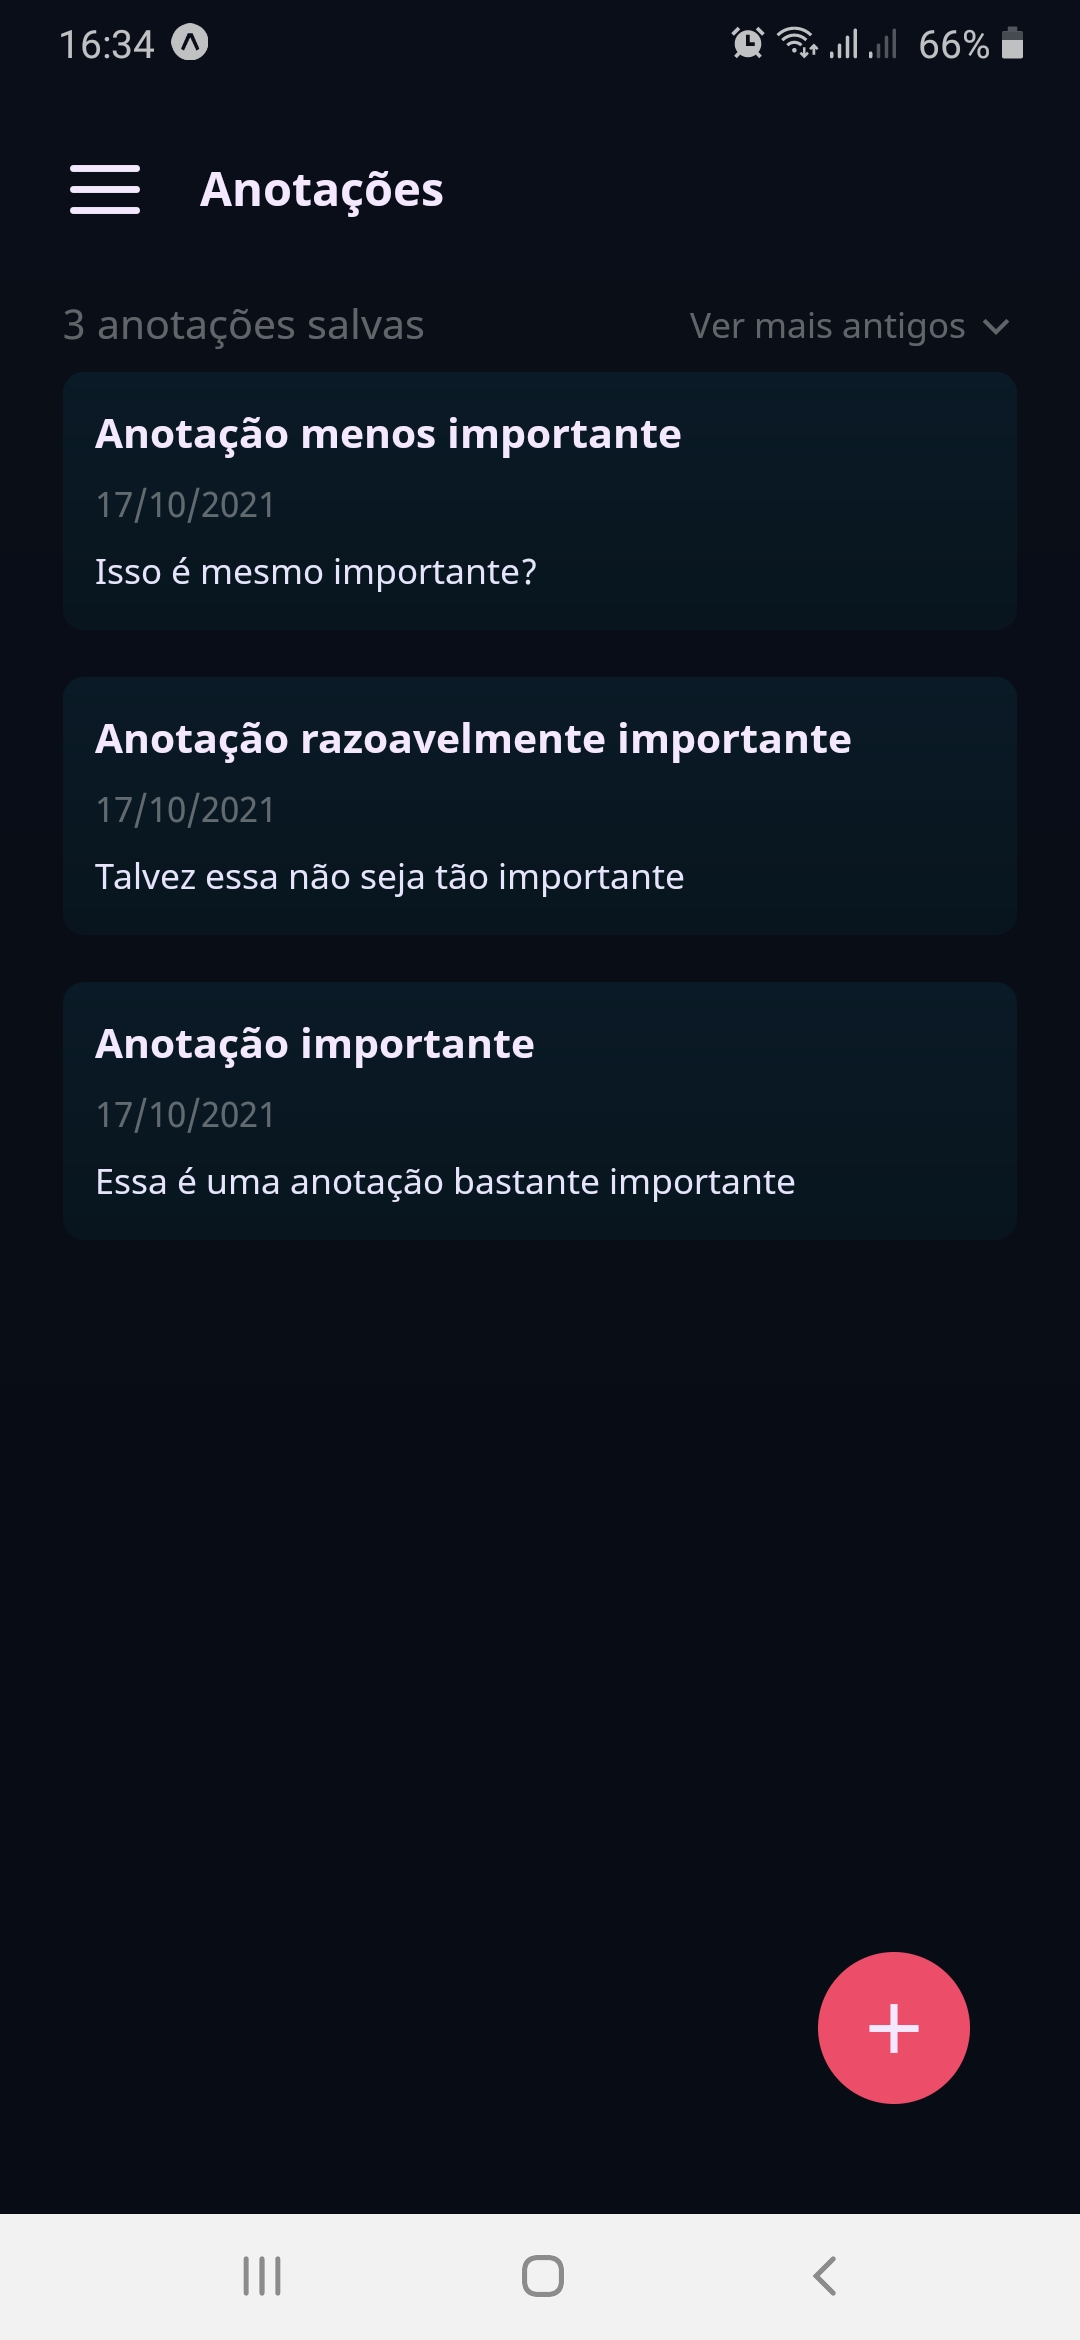 16:34 66%
Anotações
3 anotações salvas Ver mais antigos
Anotação menos importante
17/10/2021
Isso é mesmo importante?
Anotação razoavelmente importante
17/10/2021
Talvez essa não seja tão importante
Anotação importante
17/10/2021
Essa é uma anotação bastante importante